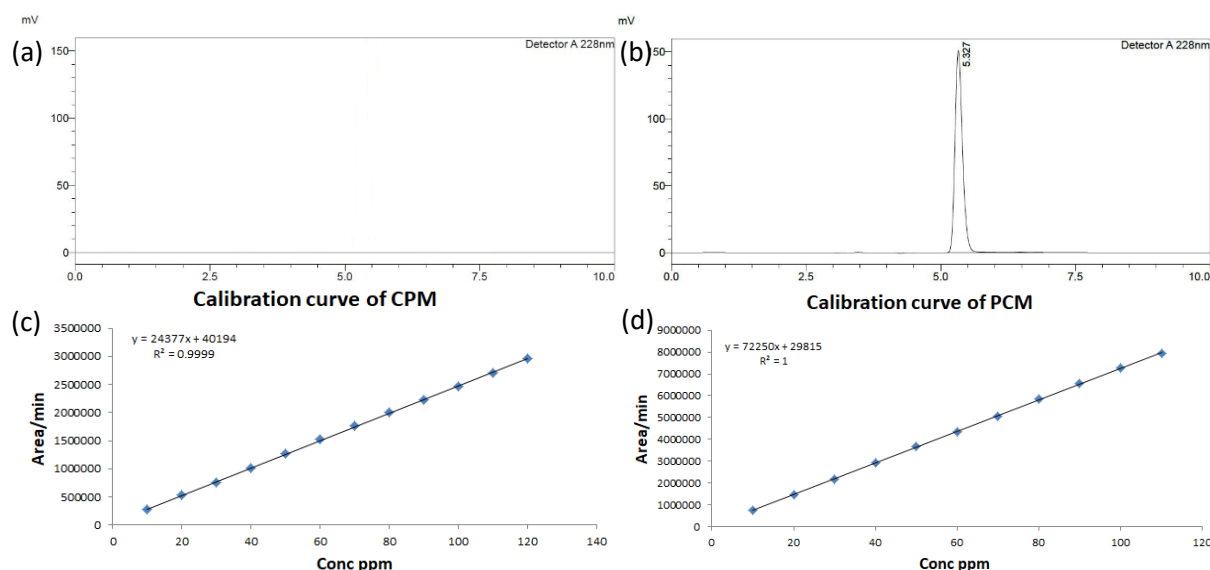 mV
(a)
Detector A 228nm
150
100
50
0
0.0 2.5 5.0 7.5 10.0
mV
(b)
Detector A 228nm
5.327
150
100
50
0
0.0 2.5 5.0 7.5 10.0
Calibration curve of CPM
(c)
y = 24377x + 40194
R² = 0.9999
Area/min
3500000
3000000
2500000
2000000
1500000
1000000
500000
0
0 20 40 60 80 100 120 140
Conc ppm
Calibration curve of PCM
(d)
y = 72250x + 29815
R² = 1
Area/min
9000000
8000000
7000000
6000000
5000000
4000000
3000000
2000000
1000000
0
0 20 40 60 80 100 120
Conc ppm